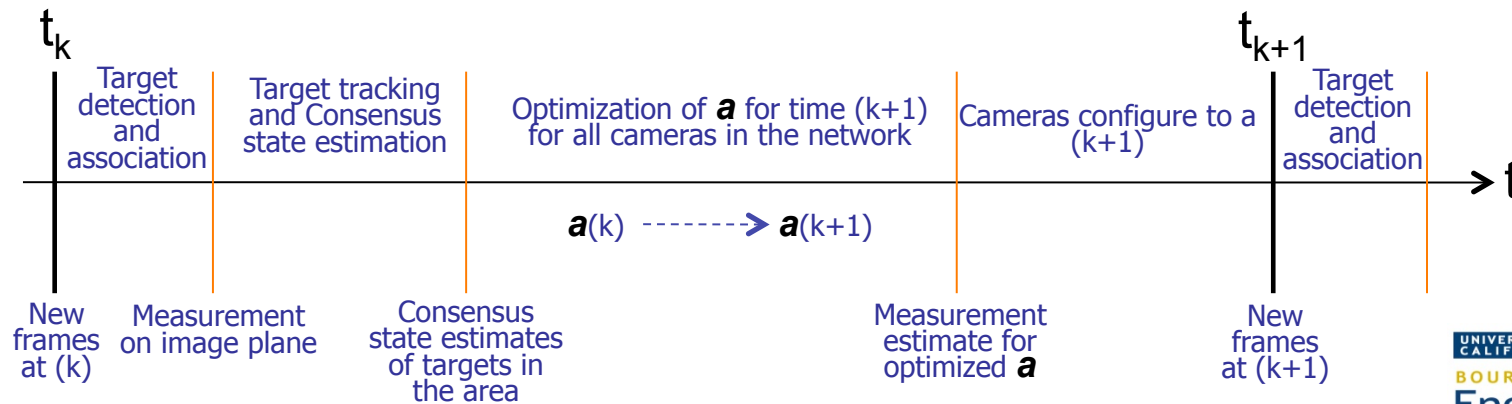 t_k
t_{k+1}
Target
detection
and
association
Target tracking
and Consensus
state estimation
Optimization of a for time (k+1)
for all cameras in the network
Cameras configure to a
(k+1)
Target
detection
and
association
t
a(k)
a(k+1)
New
frames
at (k)
Measurement
on image plane
Consensus
state estimates
of targets in
the area
Measurement
estimate for
optimized a
New
frames
at (k+1)